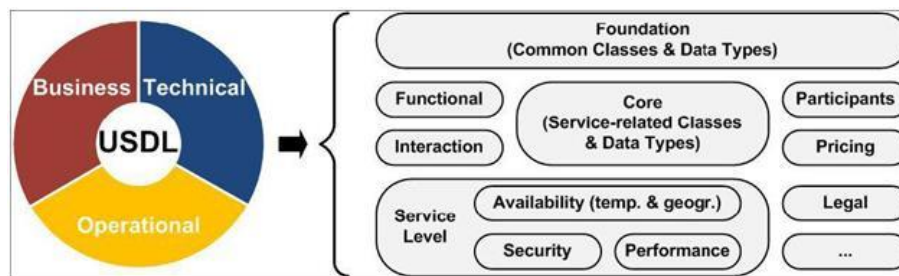 Business
Technical
USDL
Operational
Foundation
(Common Classes & Data Types)
Functional
Core
(Service-related Classes
& Data Types)
Participants
Interaction
Pricing
Service
Level
Availability (temp. & geogr.)
Security
Performance
Legal
...